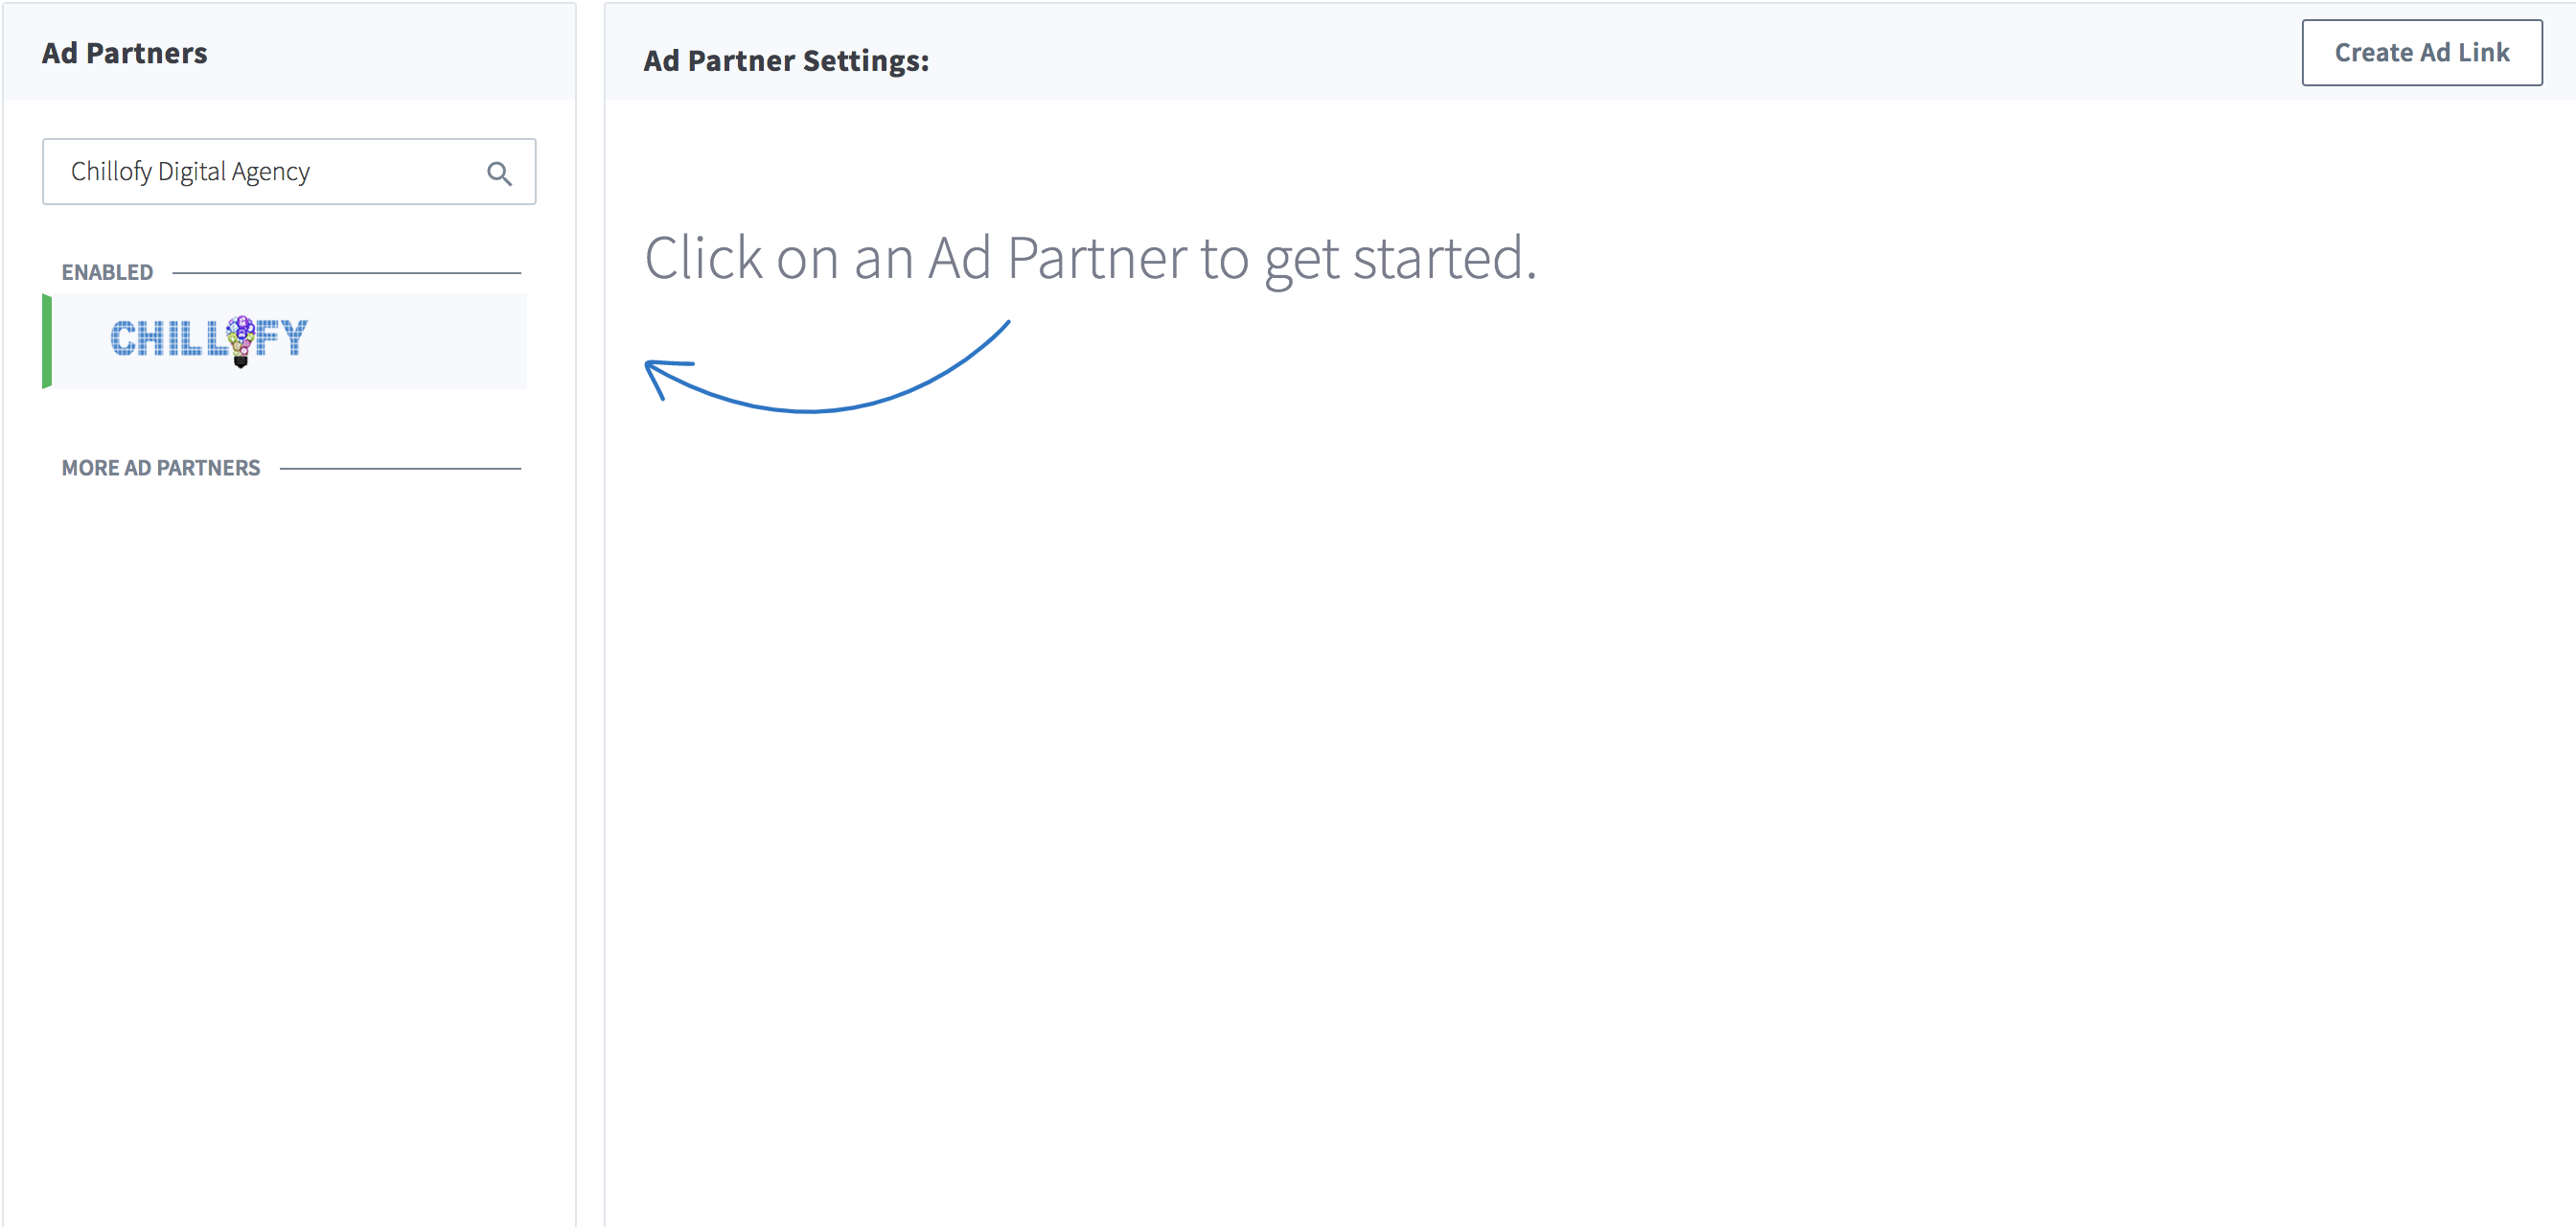 Ad Partners
Chillofy Digital Agency
ENABLED
CHILLOFY
MORE AD PARTNERS
Ad Partner Settings:
Create Ad Link
Click on an Ad Partner to get started.